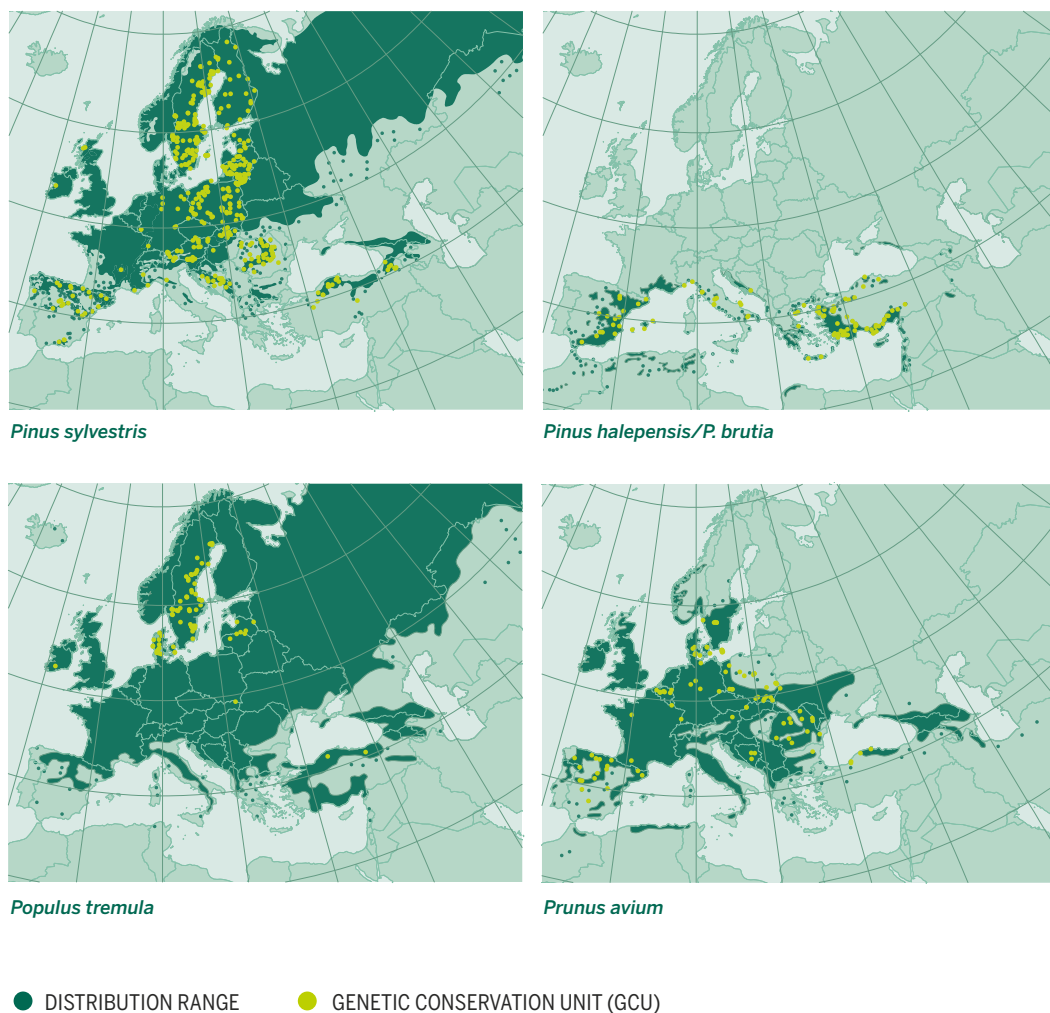 Pinus sylvestris
Pinus halepensis/P. brutia
Populus tremula
Prunus avium
DISTRIBUTION RANGE
GENETIC CONSERVATION UNIT (GCU)